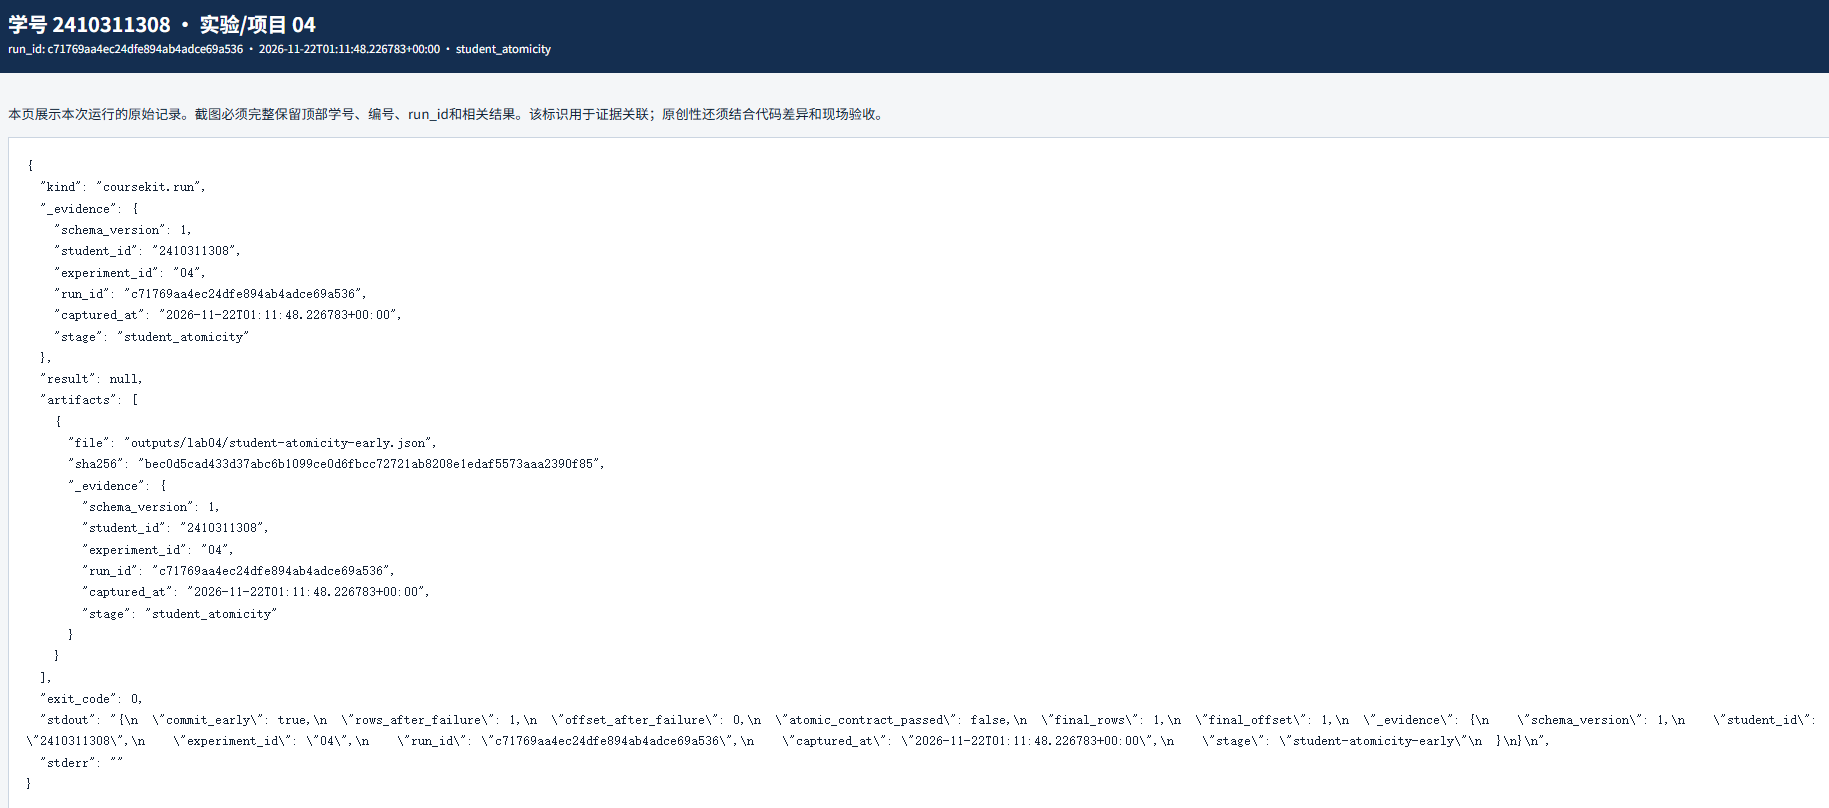 学号 2410311308 • 实验/项目 04
run_id: c71769aa4ec24dfe894ab4adce69a536 • 2026-11-22T01:11:48.226783+00:00 • student_atomicity
本页展示本次运行的原始记录。截图必须完整保留顶部学号、编号、run_id和相关结果。该标识用于证据关联；原创性还须结合代码差异和现场验收。
{
  "kind": "coursekit.run",
  "_evidence": {
    "schema_version": 1,
    "student_id": "2410311308",
    "experiment_id": "04",
    "run_id": "c71769aa4ec24dfe894ab4adce69a536",
    "captured_at": "2026-11-22T01:11:48.226783+00:00",
    "stage": "student_atomicity"
  },
  "result": null,
  "artifacts": [
    {
      "file": "outputs/lab04/student-atomicity-early.json",
      "sha256": "bec0d5cad433d37abc6b1099ce0d6fbcc72721ab8208e1edaf5573aaa2390f85",
      "_evidence": {
        "schema_version": 1,
        "student_id": "2410311308",
        "experiment_id": "04",
        "run_id": "c71769aa4ec24dfe894ab4adce69a536",
        "captured_at": "2026-11-22T01:11:48.226783+00:00",
        "stage": "student_atomicity"
      }
    }
  ],
  "exit_code": 0,
  "stdout": "{\n  \"commit_early\": true,\n  \"rows_after_failure\": 1,\n  \"offset_after_failure\": 0,\n  \"atomic_contract_passed\": false,\n  \"final_rows\": 1,\n  \"final_offset\": 1,\n  \"_evidence\": {\n    \"schema_version\": 1,\n    \"student_id\":
\"2410311308\",\n    \"experiment_id\": \"04\",\n    \"run_id\": \"c71769aa4ec24dfe894ab4adce69a536\",\n    \"captured_at\": \"2026-11-22T01:11:48.226783+00:00\",\n    \"stage\": \"student-atomicity-early\"\n  }\n}\n",
  "stderr": ""
}